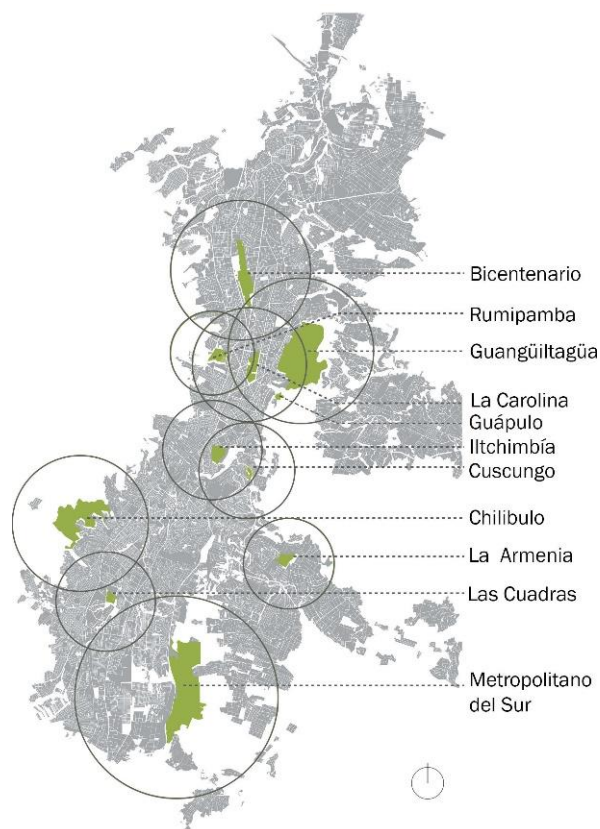 Bicentenario
Rumipamba
Guangüiltagüa
La Carolina
Guápulo
Iltchimbía
Cuscungo
Chilibulo
La Armenia
Las Cuadras
Metropolitano
del Sur